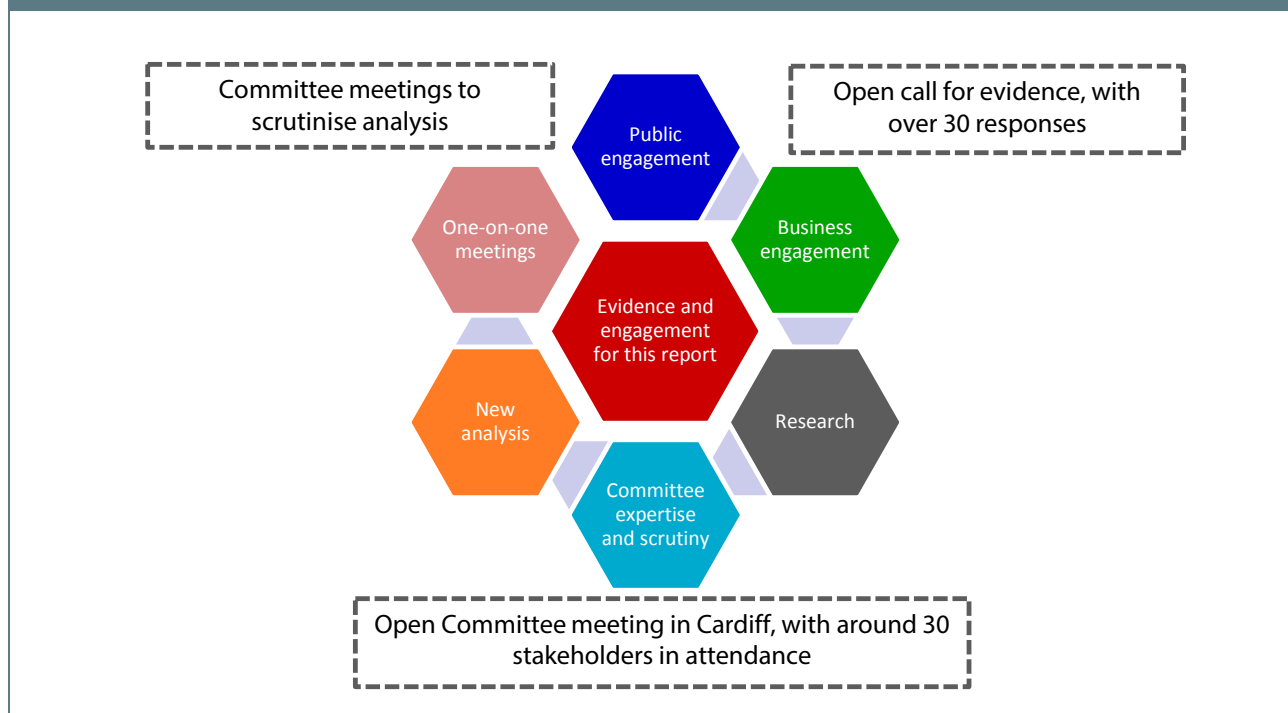 Committee meetings to
scrutinise analysis
Public
engagement
Open call for evidence, with
over 30 responses
One-on-one
meetings
Business
engagement
Evidence and
engagement
for this report
New
analysis
Research
Committee
expertise
and scrutiny
Open Committee meeting in Cardiff, with around 30
stakeholders in attendance